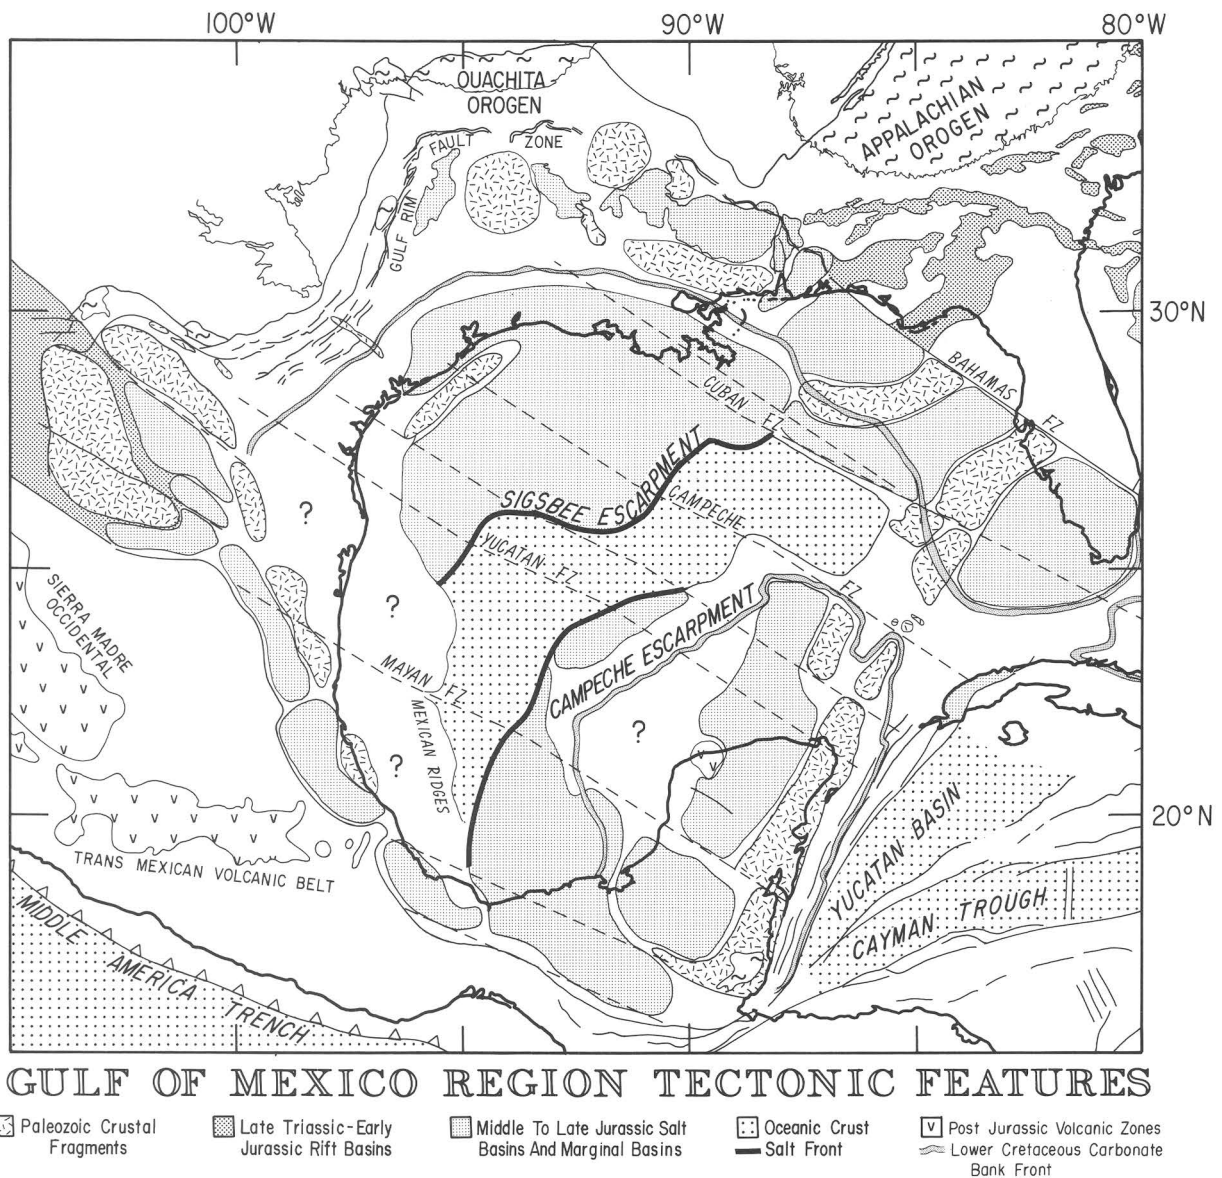 100°W
90°W
80°W
OUACHITA
OROGEN
APPALACHIAN
OROGEN
FAULT
ZONE
GULF RIM
30°N
BAHAMAS
FZ
CUBAN
FZ
SIGSBEE ESCARPMENT
CAMPECHE
FZ
YUCATAN FZ
?
?
SIERRA MADRE
OCCIDENTAL
CAMPECHE ESCARPMENT
MAYAN FZ
MEXICAN RIDGES
?
?
20°N
YUCATAN BASIN
CAYMAN TROUGH
TRANS MEXICAN VOLCANIC BELT
MIDDLE
AMERICA
TRENCH
GULF OF MEXICO REGION TECTONIC FEATURES
Paleozoic Crustal
Fragments
Late Triassic-Early
Jurassic Rift Basins
Middle To Late Jurassic Salt
Basins And Marginal Basins
Oceanic Crust
Salt Front
V Post Jurassic Volcanic Zones
Lower Cretaceous Carbonate
Bank Front